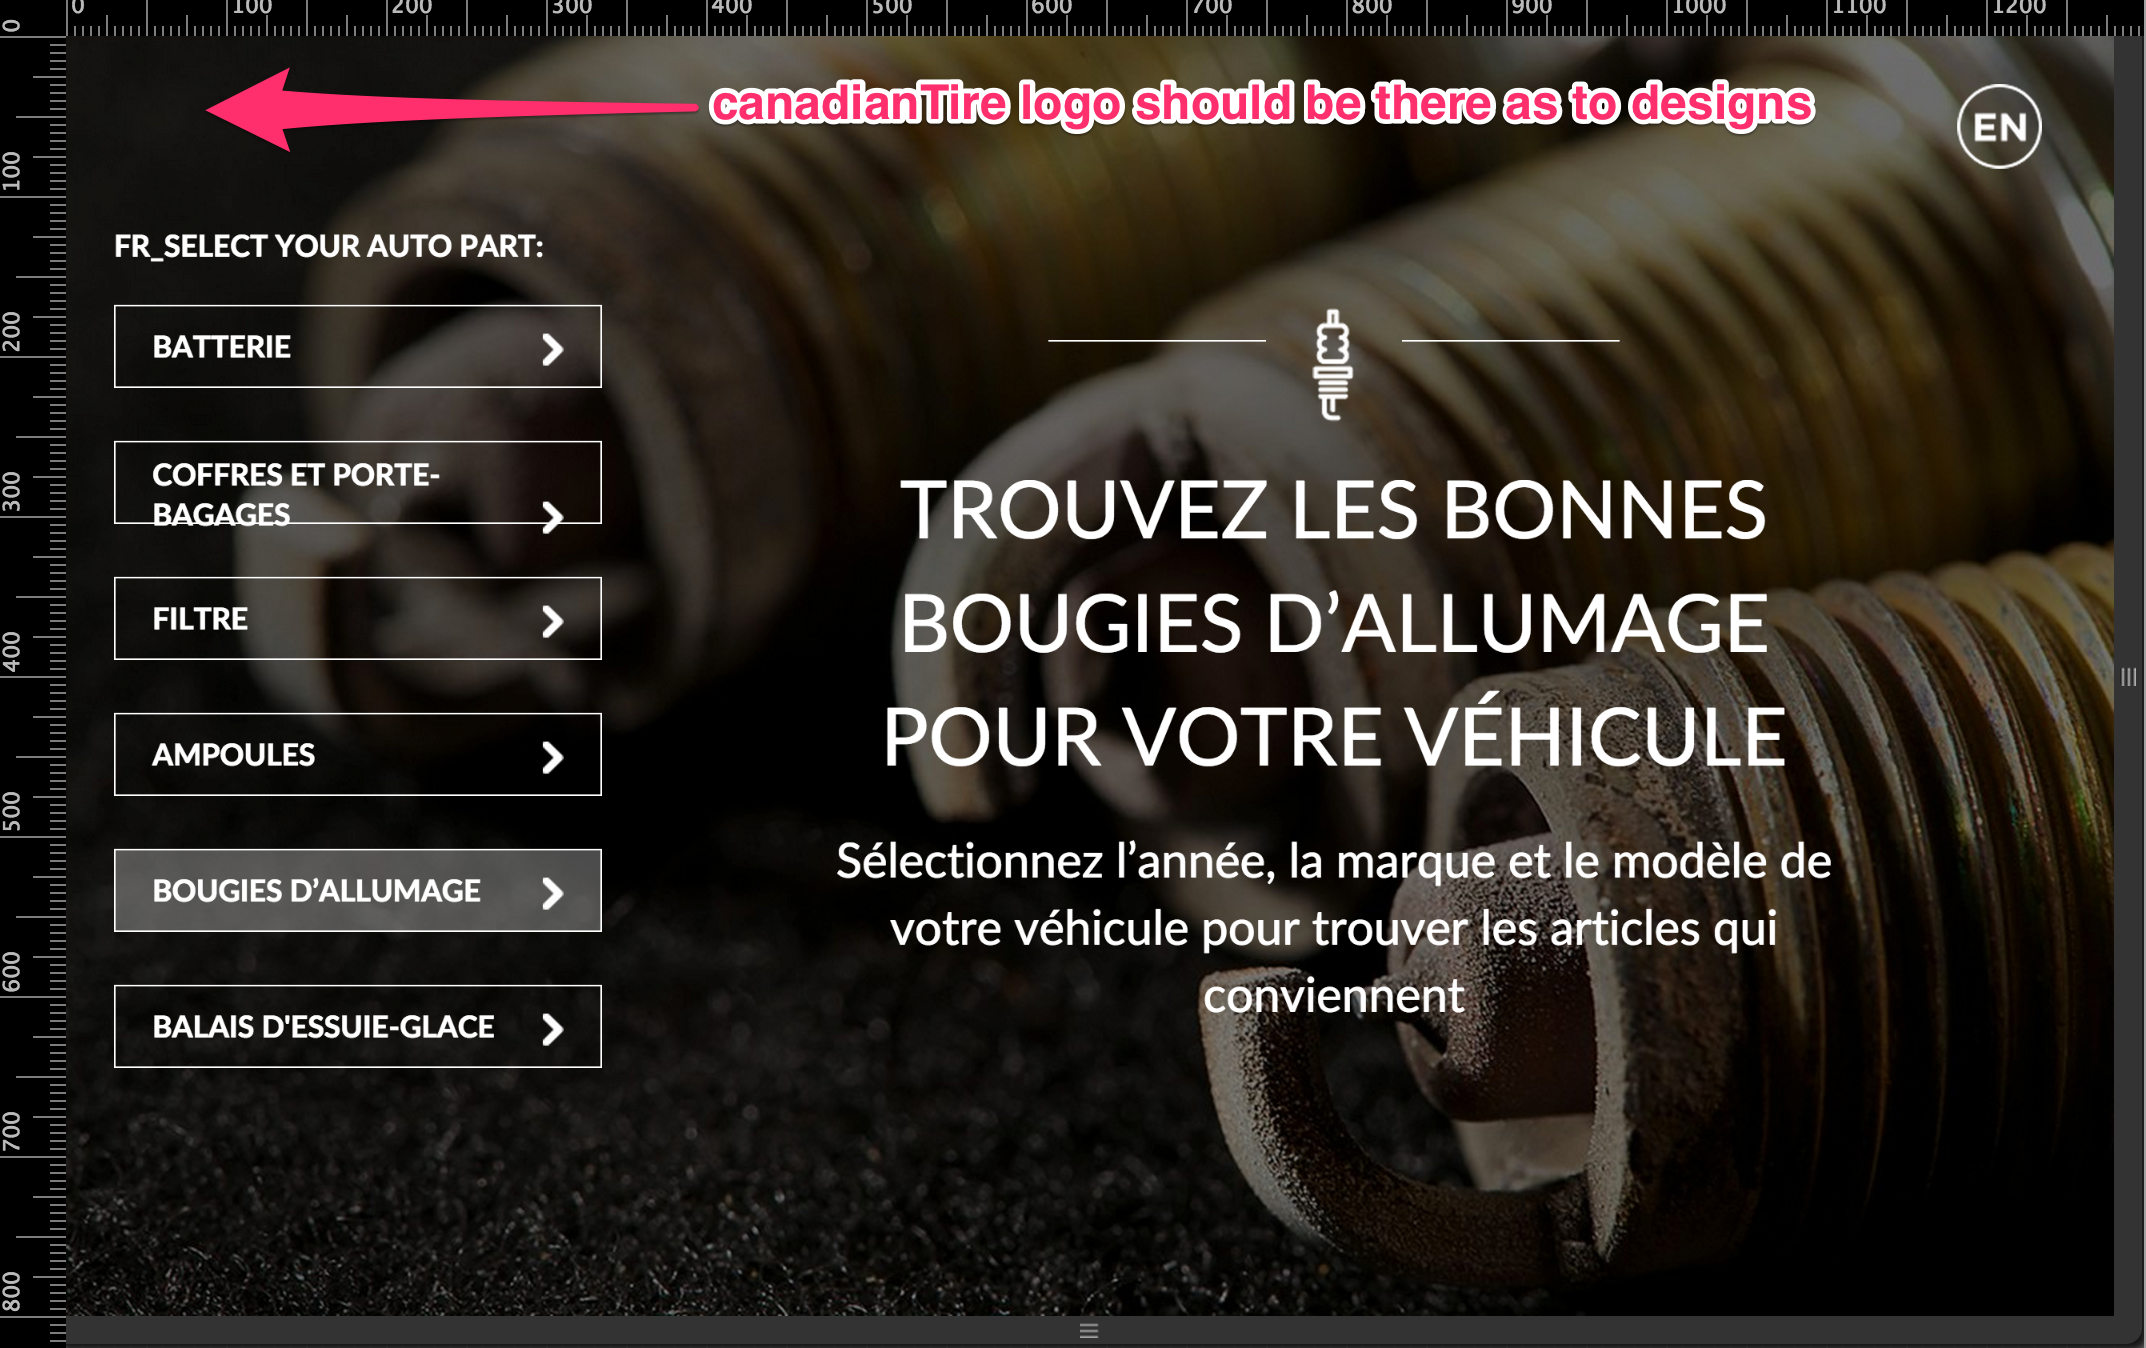 0 100 200 300 400 500 600 700 800 900 1000 1100 1200
0
100
200
300
400
500
600
700
800
canadianTire logo should be there as to designs
EN
FR_SELECT YOUR AUTO PART:
BATTERIE
COFFRES ET PORTE-
BAGAGES
FILTRE
AMPOULES
BOUGIES D’ALLUMAGE
BALAIS D'ESSUIE-GLACE
TROUVEZ LES BONNES
BOUGIES D’ALLUMAGE
POUR VOTRE VÉHICULE
Sélectionnez l’année, la marque et le modèle de
votre véhicule pour trouver les articles qui
conviennent